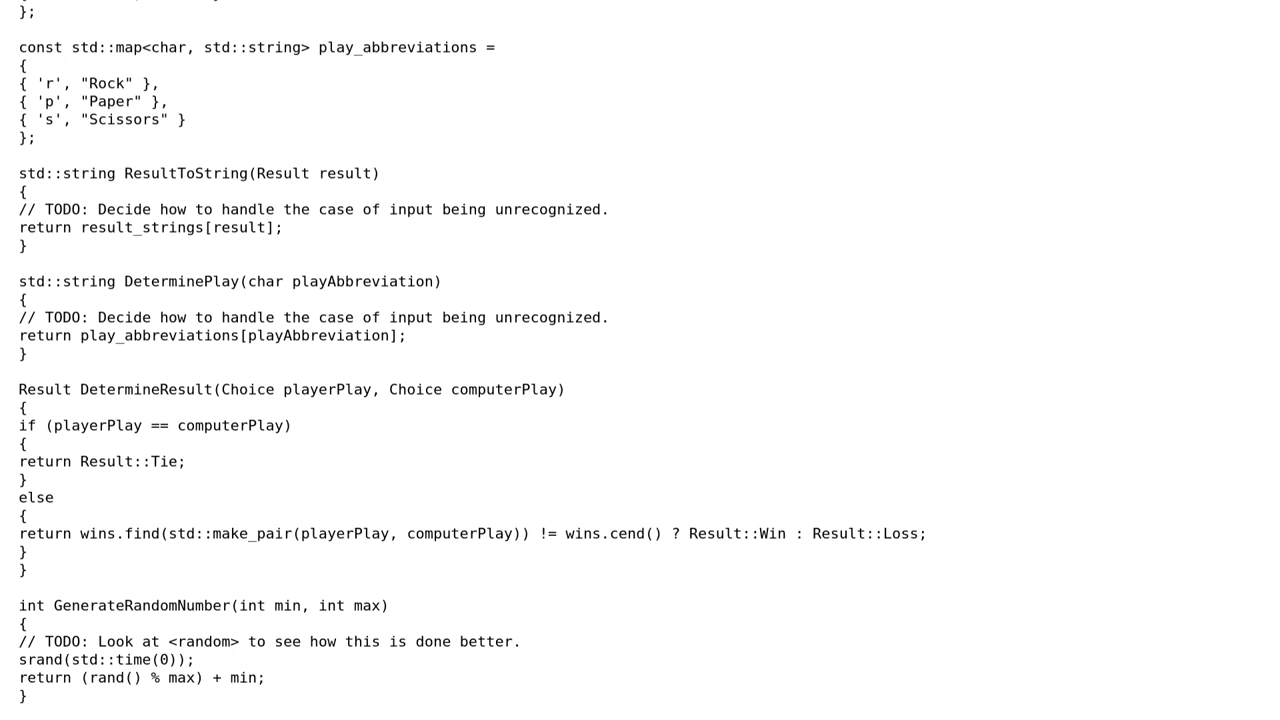 };
const std::map<char, std::string> play_abbreviations =
{
{ 'r', "Rock" },
{ 'p', "Paper" },
{ 's', "Scissors" }
};
std::string ResultToString(Result result)
{
// TODO: Decide how to handle the case of input being unrecognized.
return result_strings[result];
}
std::string DeterminePlay(char playAbbreviation)
{
// TODO: Decide how to handle the case of input being unrecognized.
return play_abbreviations[playAbbreviation];
}
Result DetermineResult(Choice playerPlay, Choice computerPlay)
{
if (playerPlay == computerPlay)
{
return Result::Tie;
}
else
{
return wins.find(std::make_pair(playerPlay, computerPlay)) != wins.cend() ? Result::Win : Result::Loss;
}
}
int GenerateRandomNumber(int min, int max)
{
// TODO: Look at <random> to see how this is done better.
srand(std::time(0));
return (rand() % max) + min;
}